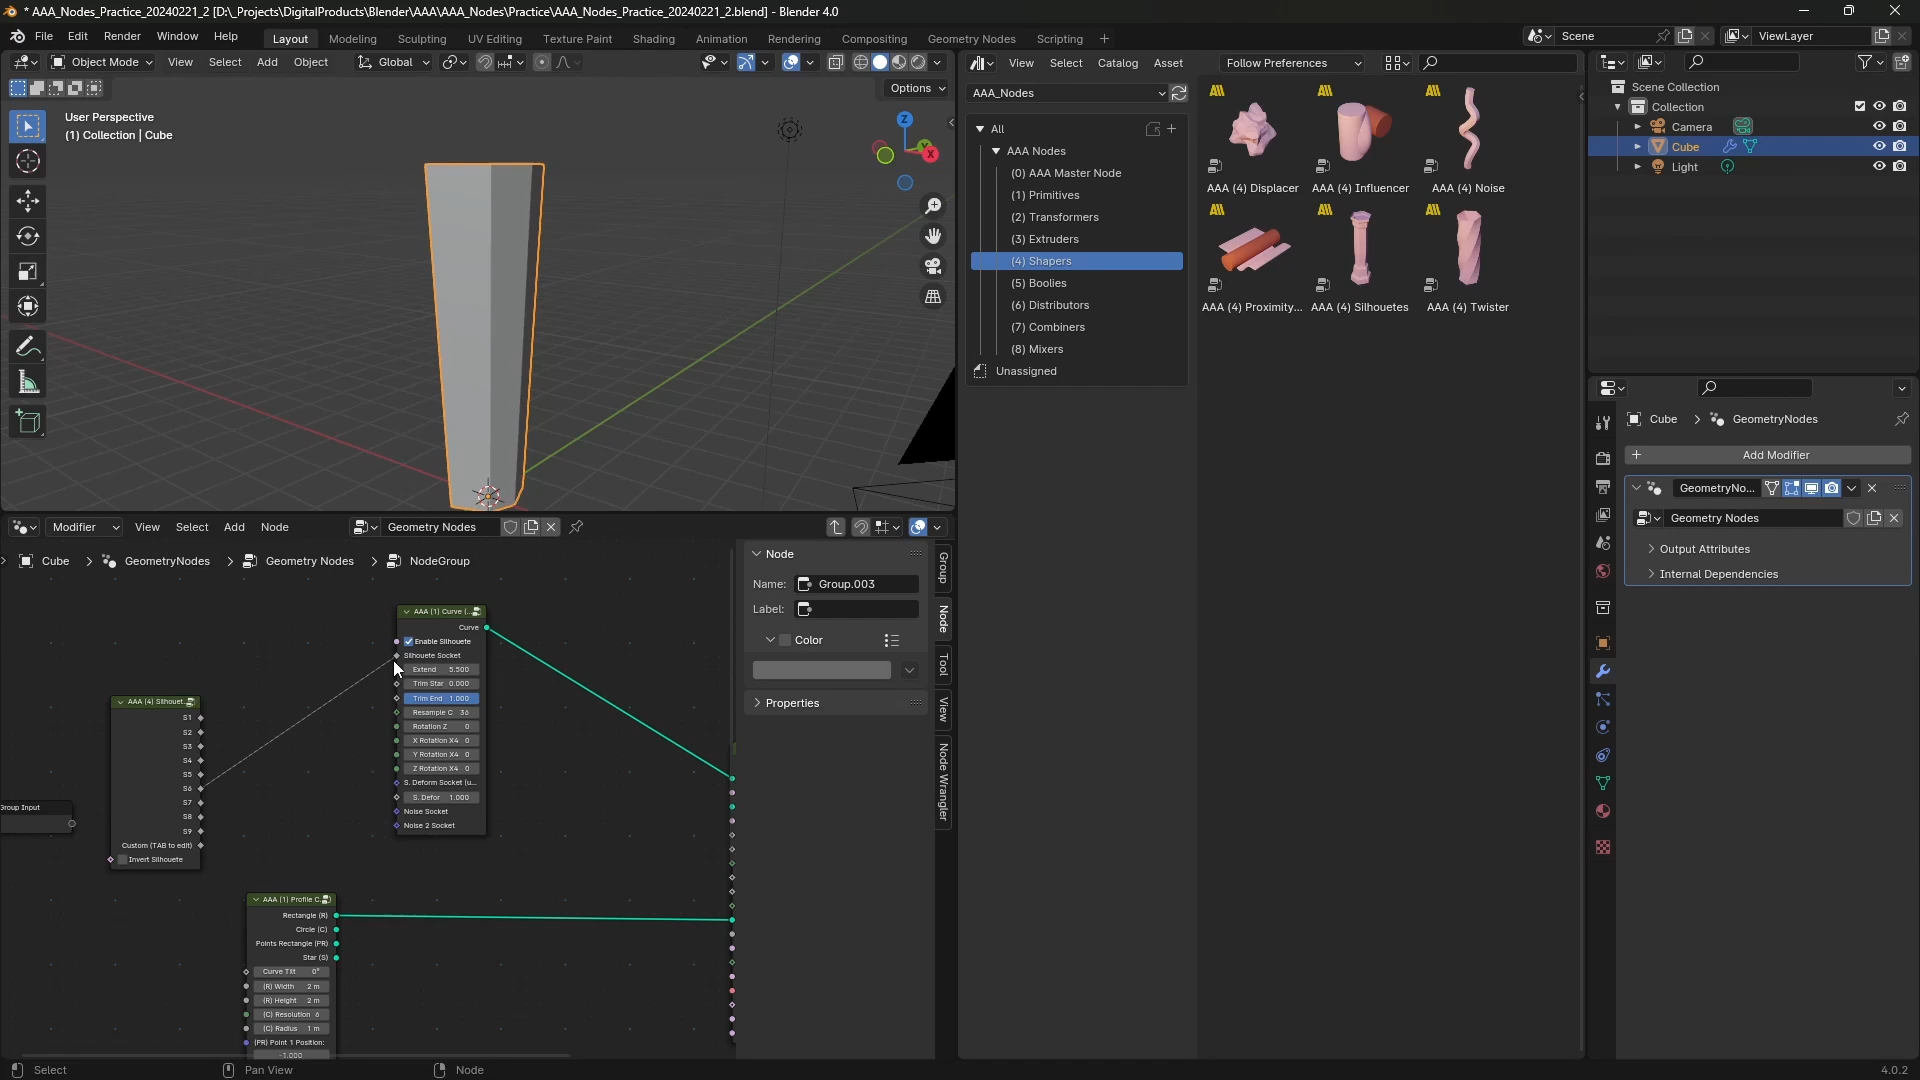 * AAA_Nodes_Practice_20240221_2 [D:\_Projects\DigitalProducts\Blender\AAA\AAA_Nodes\Practice\AAA_Nodes_Practice_20240221_2.blend] - Blender 4.0
File Edit Render Window Help Layout Modeling Sculpting UV Editing Texture Paint Shading Animation Rendering Compositing Geometry Nodes Scripting + Scene ViewLayer
Object Mode View Select Add Object Global
Options
User Perspective
(1) Collection | Cube
Z
X
View Select Catalog Asset Follow Preferences
AAA_Nodes
All
AAA Nodes
(0) AAA Master Node
(1) Primitives
(2) Transformers
(3) Extruders
(4) Shapers
(5) Boolies
(6) Distributors
(7) Combiners
(8) Mixers
Unassigned
AAA (4) Displacer AAA (4) Influencer AAA (4) Noise
AAA (4) Proximity... AAA (4) Silhouetes AAA (4) Twister
Scene Collection
Collection
Camera
Cube
Light
Cube > GeometryNodes
+ Add Modifier
GeometryNo...
Geometry Nodes
Output Attributes
Internal Dependencies
Modifier View Select Add Node Geometry Nodes
Cube > GeometryNodes > Geometry Nodes > NodeGroup
AAA (1) Curve (...
Curve
Enable Silhouete
Silhouete Socket
Extend 5.500
Trim Star 0.000
Trim End 1.000
Resample C 36
Rotation Z 0
X Rotation X4 0
Y Rotation X4 0
Z Rotation X4 0
S. Deform Socket (u...
S. Defor 1.000
Noise Socket
Noise 2 Socket
AAA (4) Silhouet...
S1
S2
S3
S4
S5
S6
S7
S8
S9
Custom (TAB to edit)
Invert Silhouete
Group Input
AAA (1) Profile C...
Rectangle (R)
Circle (C)
Points Rectangle (PR)
Star (S)
Curve Tilt 0°
(R) Width 2 m
(R) Height 2 m
(C) Resolution 6
(C) Radius 1 m
(PR) Point 1 Position:
-1.000
Node
Name: Group.003
Label:
Color
Properties
Group
Node
Tool
View
Node Wrangler
Select Pan View Node 4.0.2